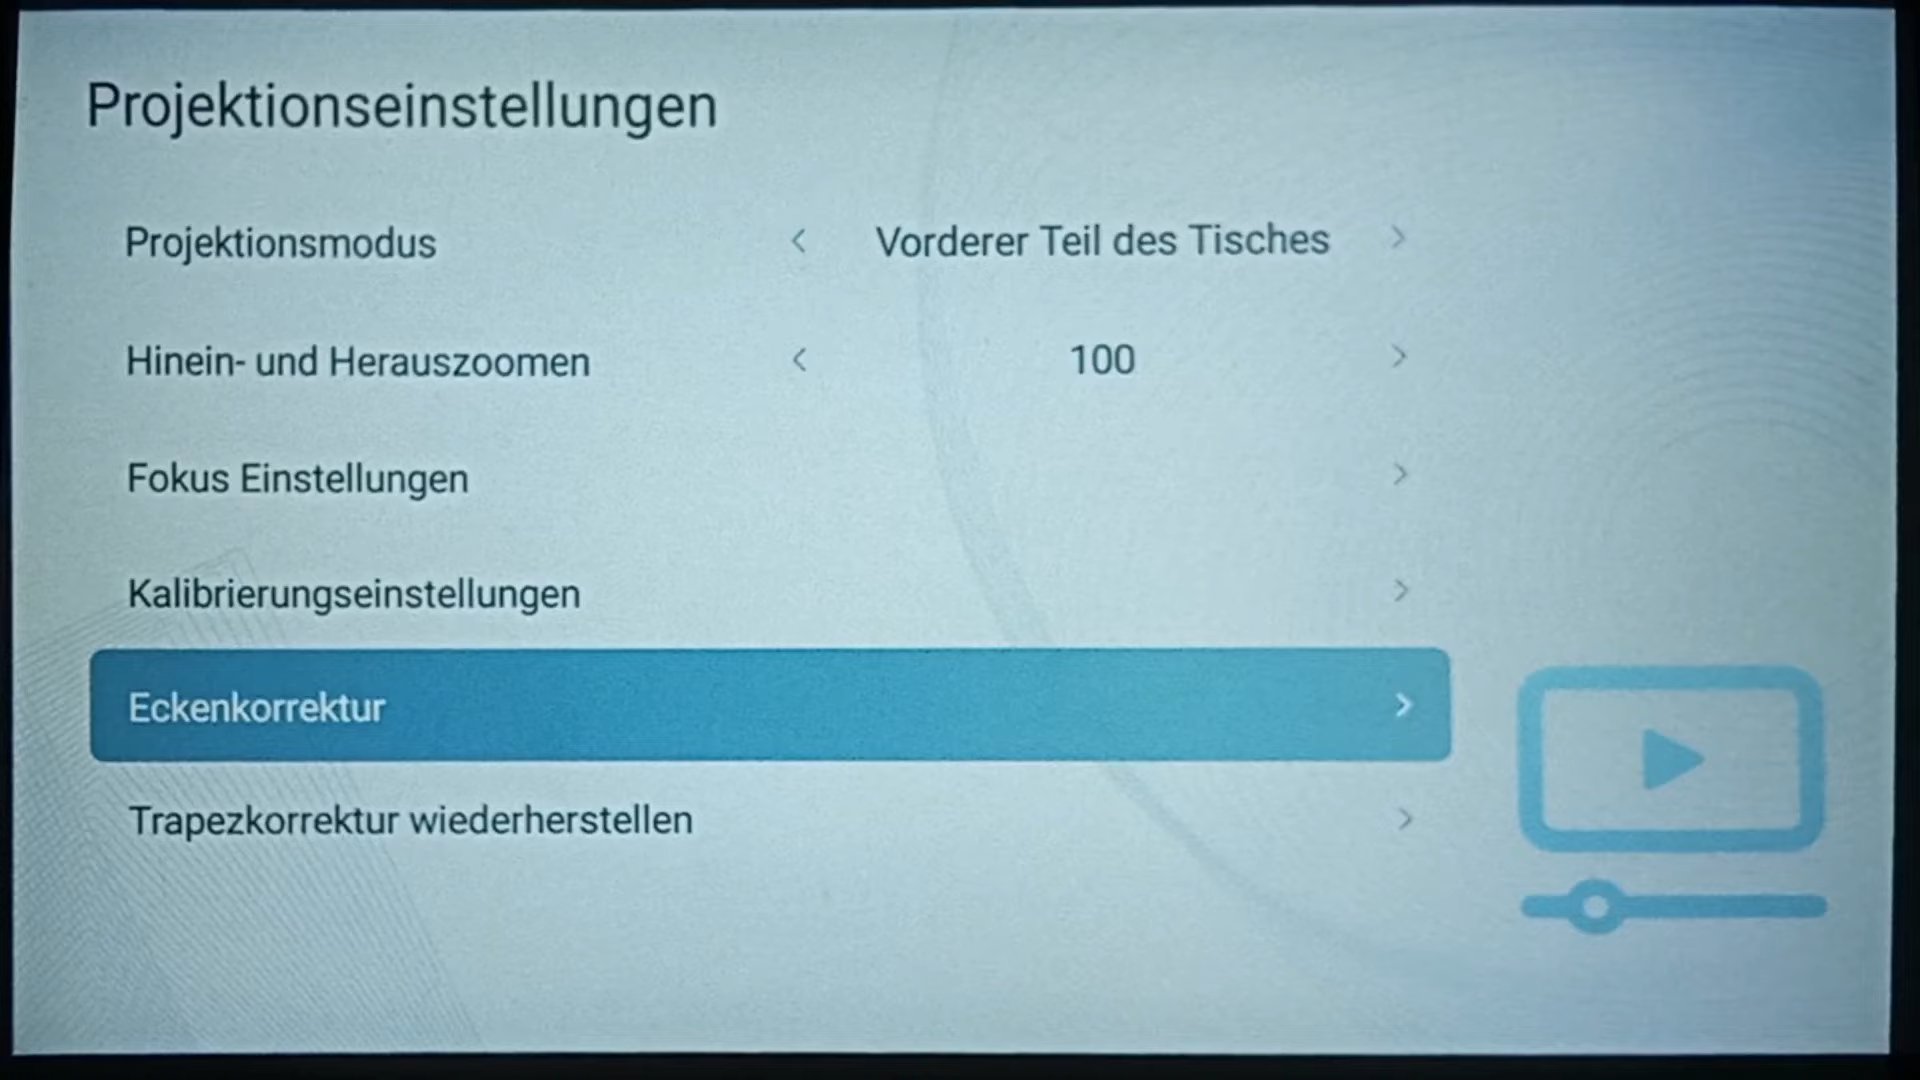 Projektionseinstellungen
Projektionsmodus < Vorderer Teil des Tisches >
Hinein- und Herauszoomen < 100 >
Fokus Einstellungen >
Kalibrierungseinstellungen >
Eckenkorrektur >
Trapezkorrektur wiederherstellen >